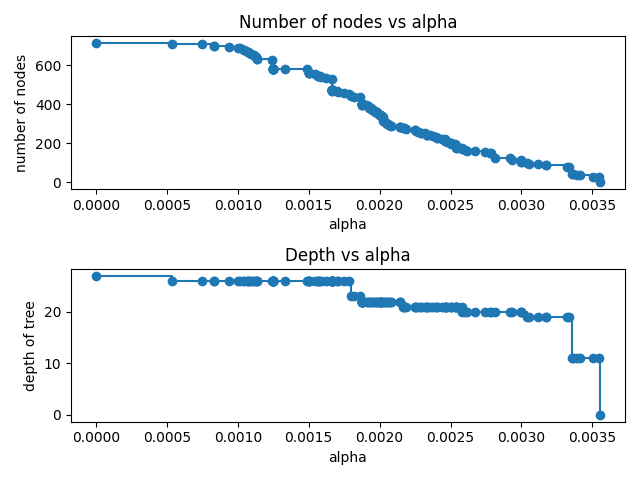 Number of nodes vs alpha
number of nodes
600
400
200
0
0.0000 0.0005 0.0010 0.0015 0.0020 0.0025 0.0030 0.0035
alpha
Depth vs alpha
depth of tree
20
10
0
0.0000 0.0005 0.0010 0.0015 0.0020 0.0025 0.0030 0.0035
alpha